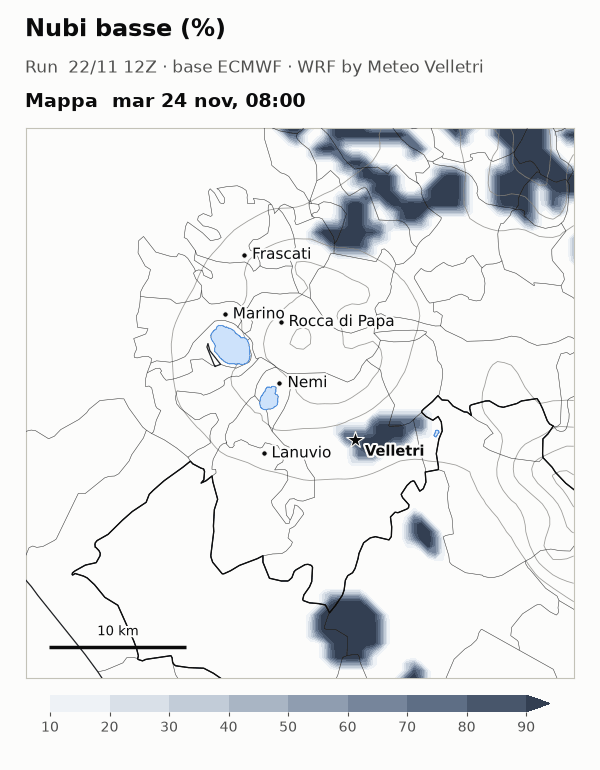 Nubi basse (%)
Run  22/11 12Z · base ECMWF · WRF by Meteo Velletri
Mappa  mar 24 nov, 08:00
Frascati
Marino
Rocca di Papa
Nemi
Velletri
Lanuvio
10 km
10 20 30 40 50 60 70 80 90